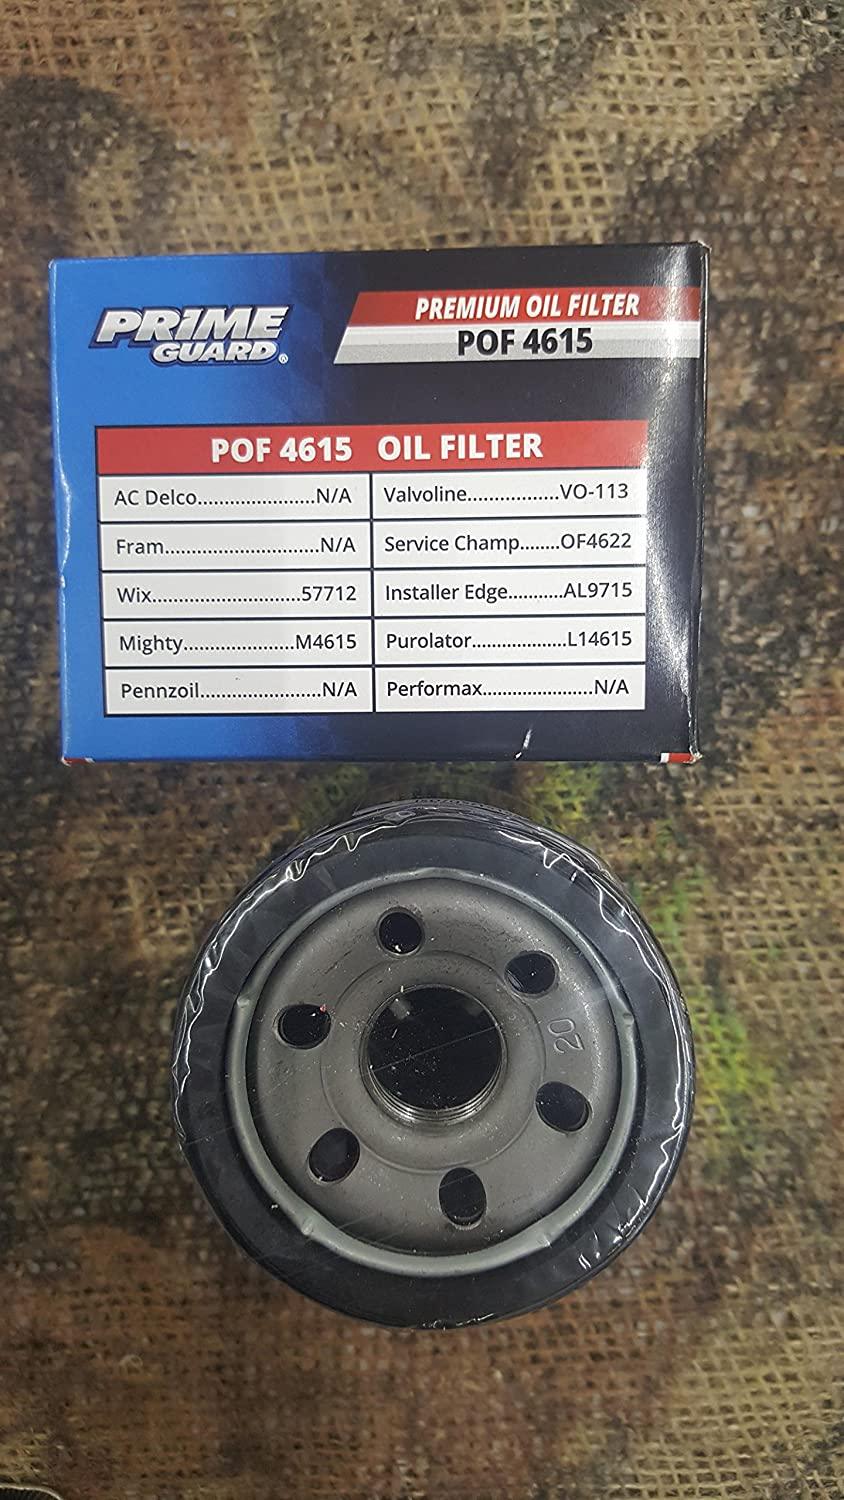 PRIME
GUARD®
PREMIUM OIL FILTER
POF 4615
POF 4615 OIL FILTER
AC Delco......................N/A
Valvoline.................VO-113
Fram.............................N/A
Service Champ........OF4622
Wix............................57712
Installer Edge..........AL9715
Mighty.....................M4615
Purolator..................L14615
Pennzoil.......................N/A
Performax.....................N/A
20